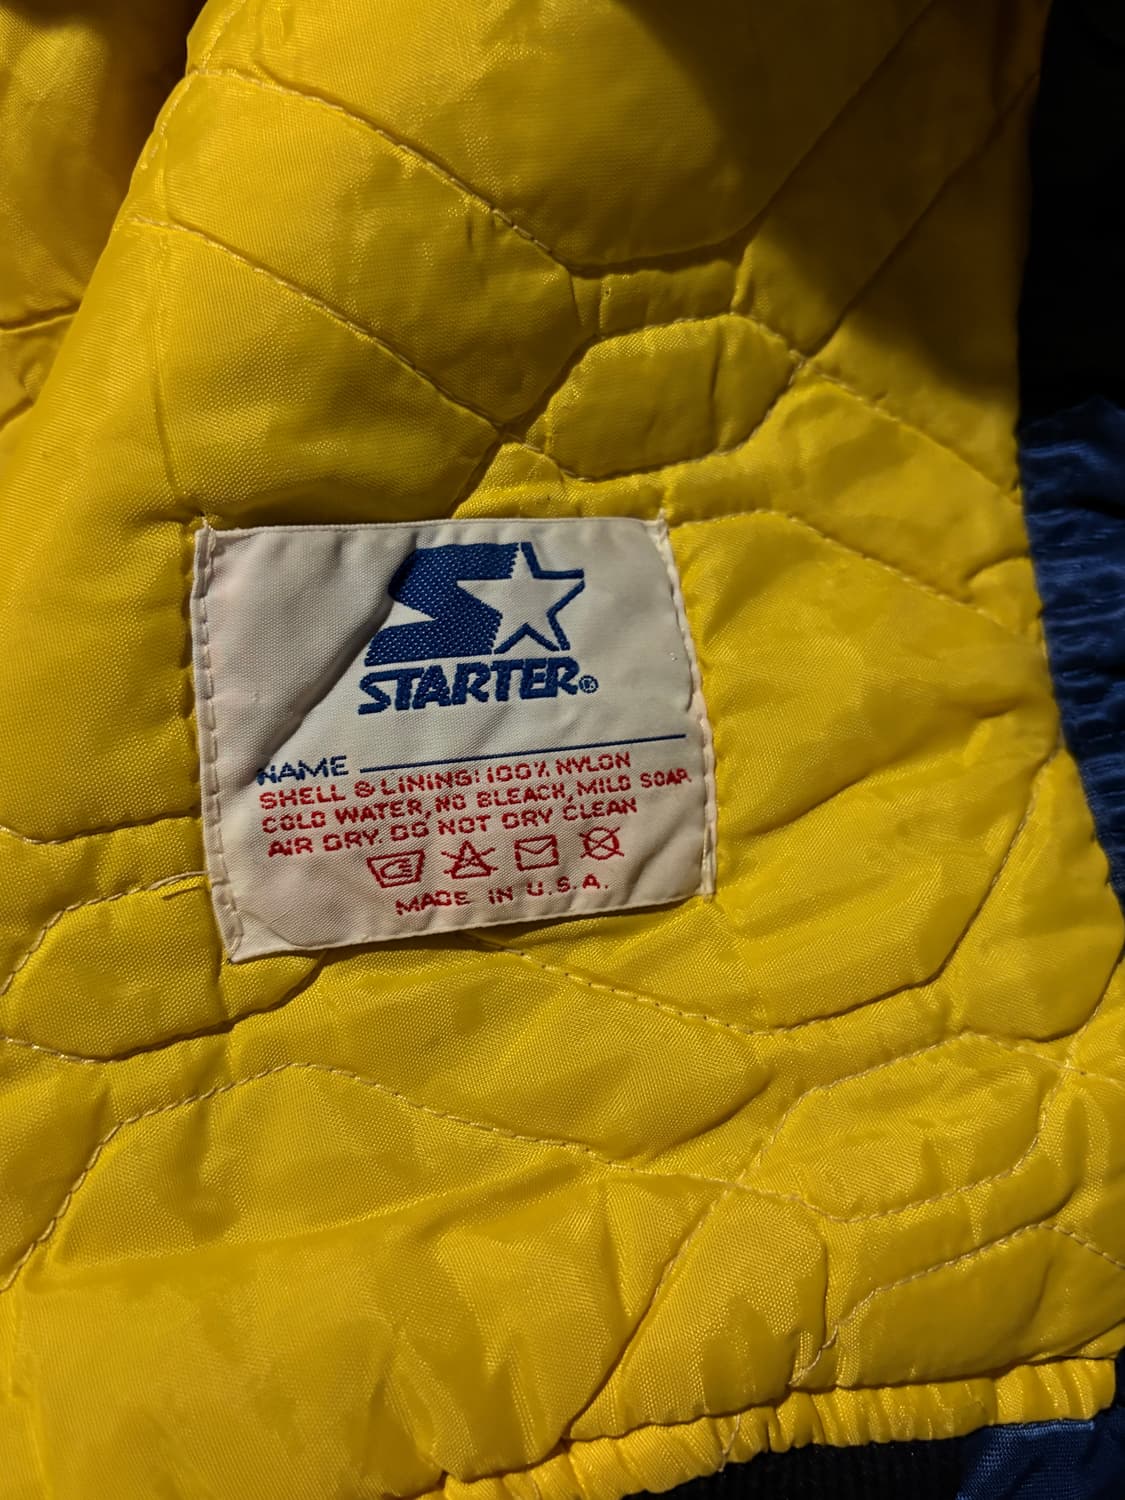 STARTER®
NAME
SHELL & LINING: 100% NYLON
COLD WATER, NO BLEACH, MILD SOAP.
AIR DRY. DO NOT DRY CLEAN
MADE IN U.S.A.